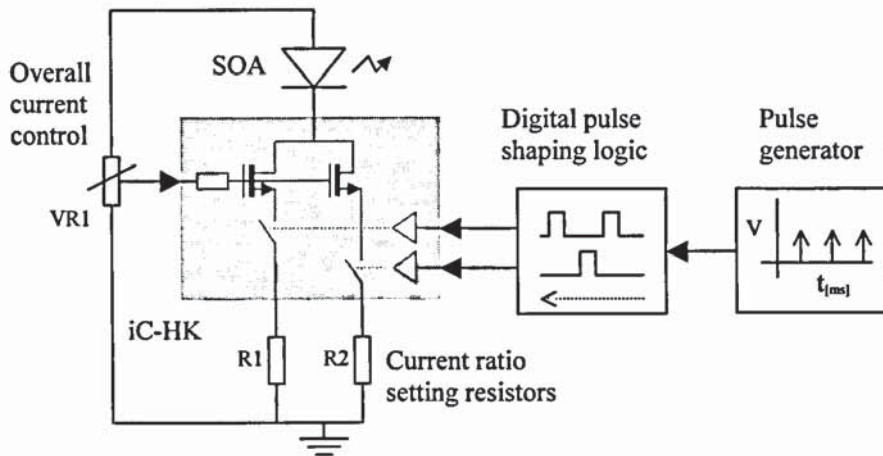 SOA
Overall
current
control
VR1
iC-HK
R1
R2
Current ratio
setting resistors
Digital pulse
shaping logic
Pulse
generator
V
t[ms]